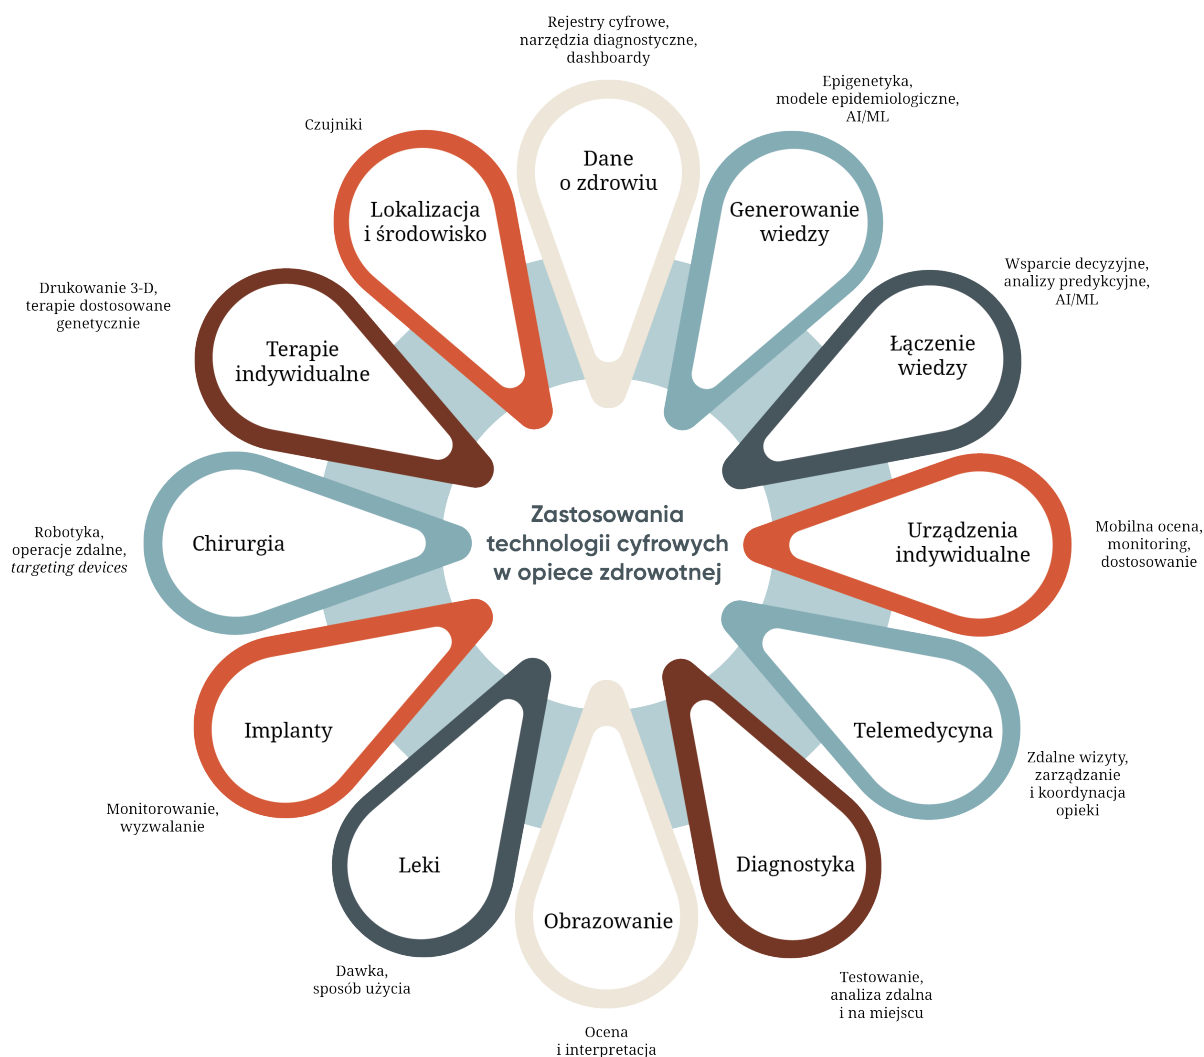 Rejestry cyfrowe,
narzędzia diagnostyczne,
dashboardy
Dane
o zdrowiu
Epigenetyka,
modele epidemiologiczne,
AI/ML
Generowanie
wiedzy
Wsparcie decyzyjne,
analizy predykcyjne,
AI/ML
Łączenie
wiedzy
Mobilna ocena,
monitoring,
dostosowanie
Urządzenia
indywidualne
Zdalne wizyty,
zarządzanie
i koordynacja
opieki
Telemedycyna
Testowanie,
analiza zdalna
i na miejscu
Diagnostyka
Obrazowanie
Ocena
i interpretacja
Leki
Dawka,
sposób użycia
Implanty
Monitorowanie,
wyzwalanie
Chirurgia
Robotyka,
operacje zdalne,
targeting devices
Terapie
indywidualne
Drukowanie 3-D,
terapie dostosowane
genetycznie
Lokalizacja
i środowisko
Czujniki
Zastosowania
technologii cyfrowych
w opiece zdrowotnej